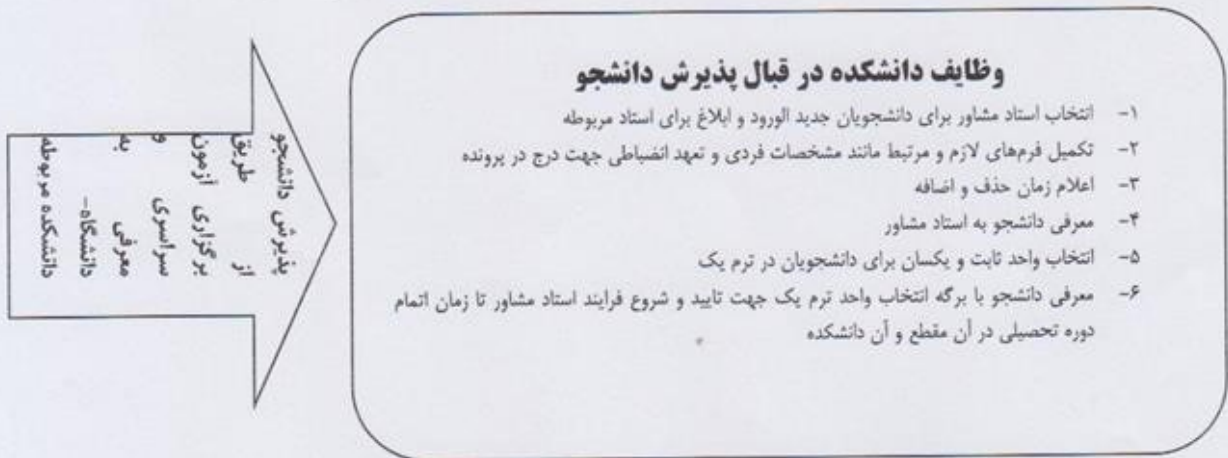 پذیرش دانشجو
از طریق
برگزاری آزمون
سراسری و
معرفی به
دانشگاه-
دانشکده مربوطه
وظایف دانشکده در قبال پذیرش دانشجو
۱- انتخاب استاد مشاور برای دانشجویان جدید الورود و ابلاغ برای استاد مربوطه
۲- تکمیل فرم‌های لازم و مرتبط مانند مشخصات فردی و تعهد انضباطی جهت درج در پرونده
۳- اعلام زمان حذف و اضافه
۴- معرفی دانشجو به استاد مشاور
۵- انتخاب واحد ثابت و یکسان برای دانشجویان در ترم یک
۶- معرفی دانشجو با برگه انتخاب واحد ترم یک جهت تایید و شروع فرایند استاد مشاور تا زمان اتمام
دوره تحصیلی در آن مقطع و آن دانشکده